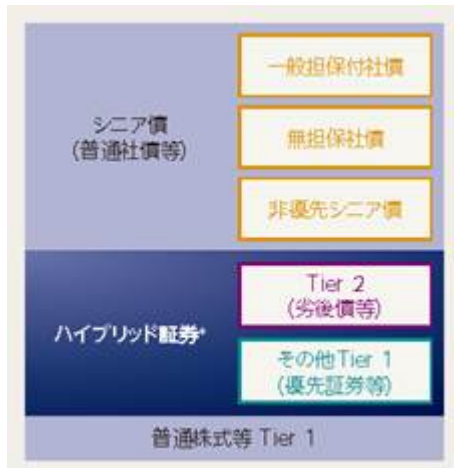 シニア債
(普通社債等)
一般担保付社債
無担保社債
非優先シニア債
ハイブリッド証券*
Tier 2
(劣後債等)
その他Tier 1
(優先証券等)
普通株式等 Tier 1